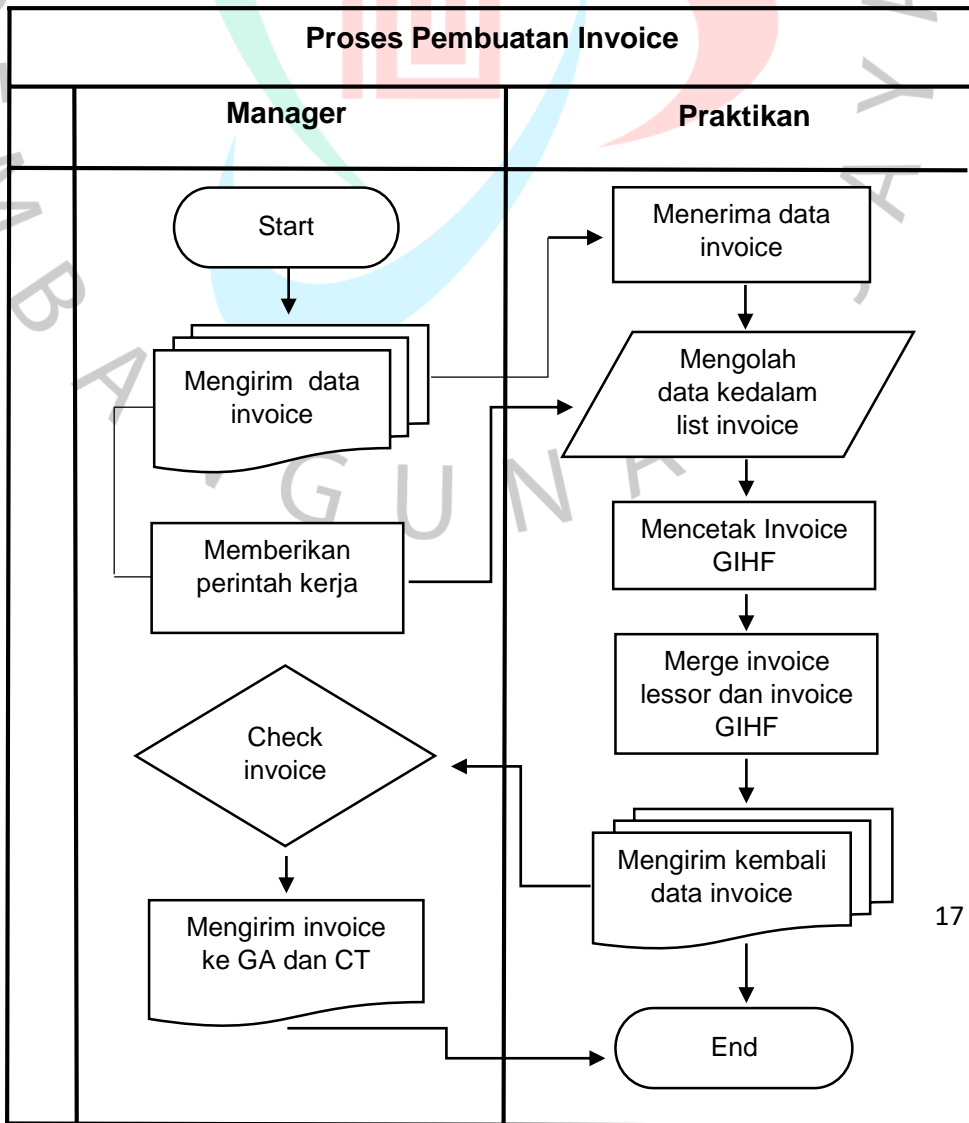 Proses Pembuatan Invoice
Manager
Praktikan
Start
Menerima data
invoice
Mengirim data
invoice
Mengolah
data kedalam
list invoice
Memberikan
perintah kerja
Mencetak Invoice
GIHF
Merge invoice
lessor dan invoice
GIHF
Check
invoice
Mengirim kembali
data invoice
Mengirim invoice
ke GA dan CT
17
End
M B A N G U N A
Y A ,